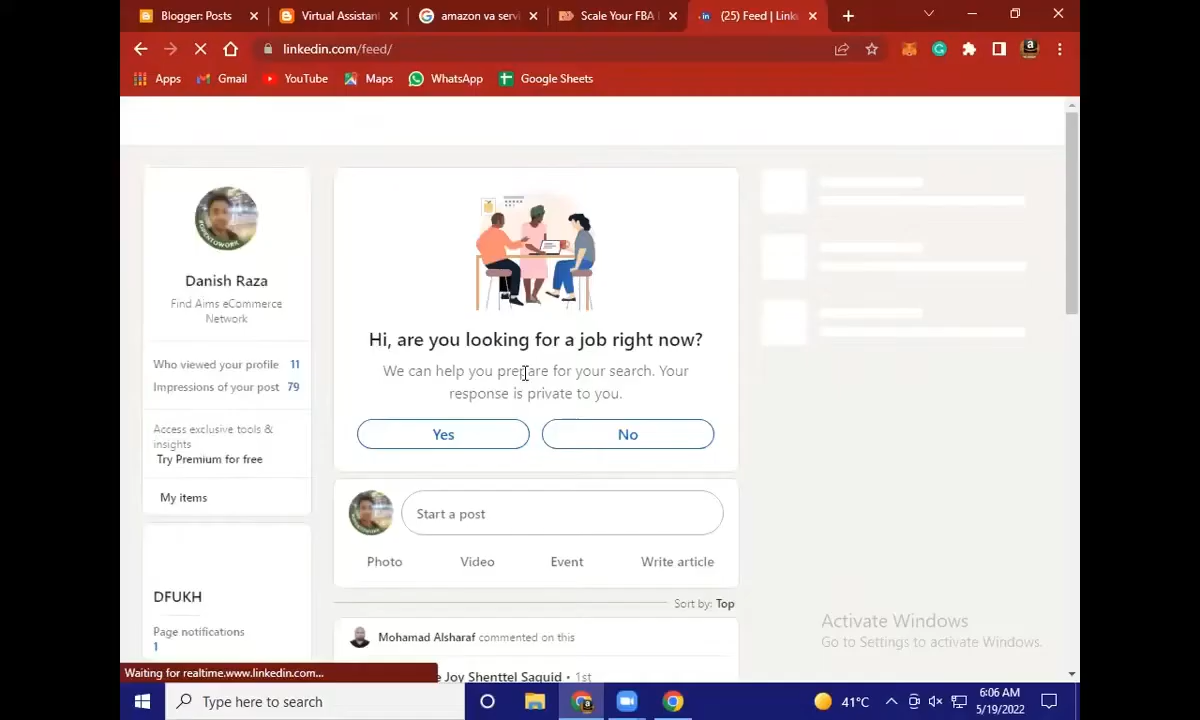 Blogger: Posts
Virtual Assistant
amazon va servi
Scale Your FBA
(25) Feed | Link
linkedin.com/feed/
Apps
Gmail
YouTube
Maps
WhatsApp
Google Sheets
Danish Raza
Find Aims eCommerce
Network
Who viewed your profile 11
Impressions of your post 79
Access exclusive tools &
insights
Try Premium for free
My items
DFUKH
Page notifications
1
Hi, are you looking for a job right now?
We can help you prepare for your search. Your
response is private to you.
Yes
No
Start a post
Photo
Video
Event
Write article
Sort by: Top
Mohamad Alsharaf commented on this
e Joy Shenttel Saguid • 1st
Activate Windows
Go to Settings to activate Windows.
Waiting for realtime.www.linkedin.com...
Type here to search
41°C
6:06 AM
5/19/2022